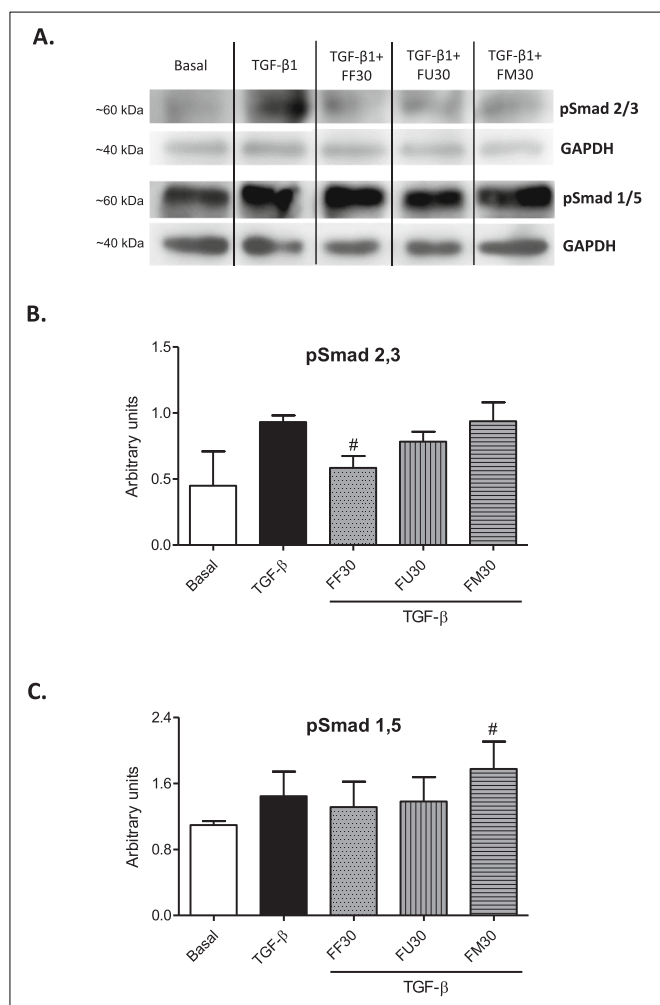 A.
Basal
TGF-β1
TGF-β1+
FF30
TGF-β1+
FU30
TGF-β1+
FM30
~60 kDa
pSmad 2/3
~40 kDa
GAPDH
~60 kDa
pSmad 1/5
~40 kDa
GAPDH
B.
pSmad 2,3
Arbitrary units
1.5
1.0
0.5
0.0
#
Basal
TGF-β
FF30
FU30
FM30
TGF-β
C.
pSmad 1,5
Arbitrary units
2.4
1.6
0.8
0.0
#
Basal
TGF-β
FF30
FU30
FM30
TGF-β